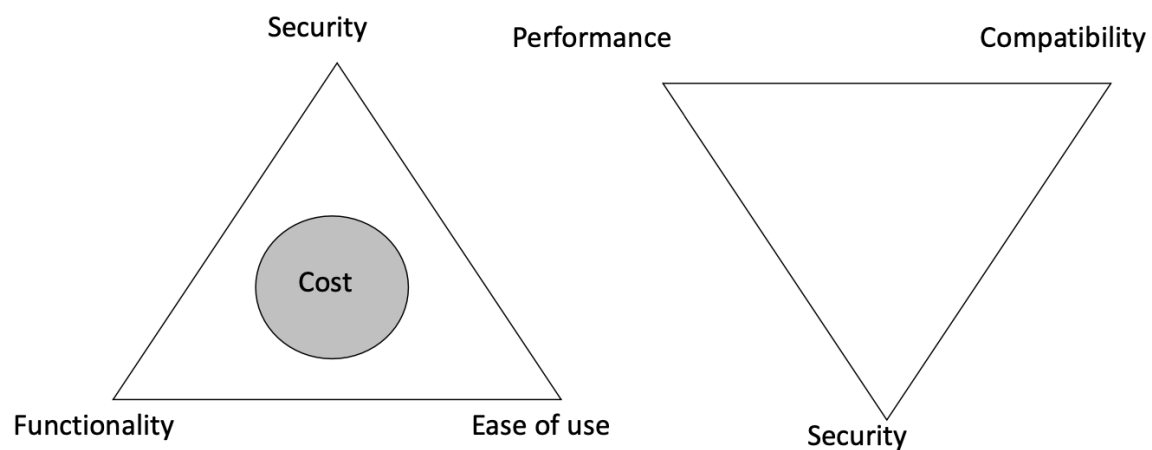 Security
Performance
Compatibility
Cost
Functionality
Ease of use
Security